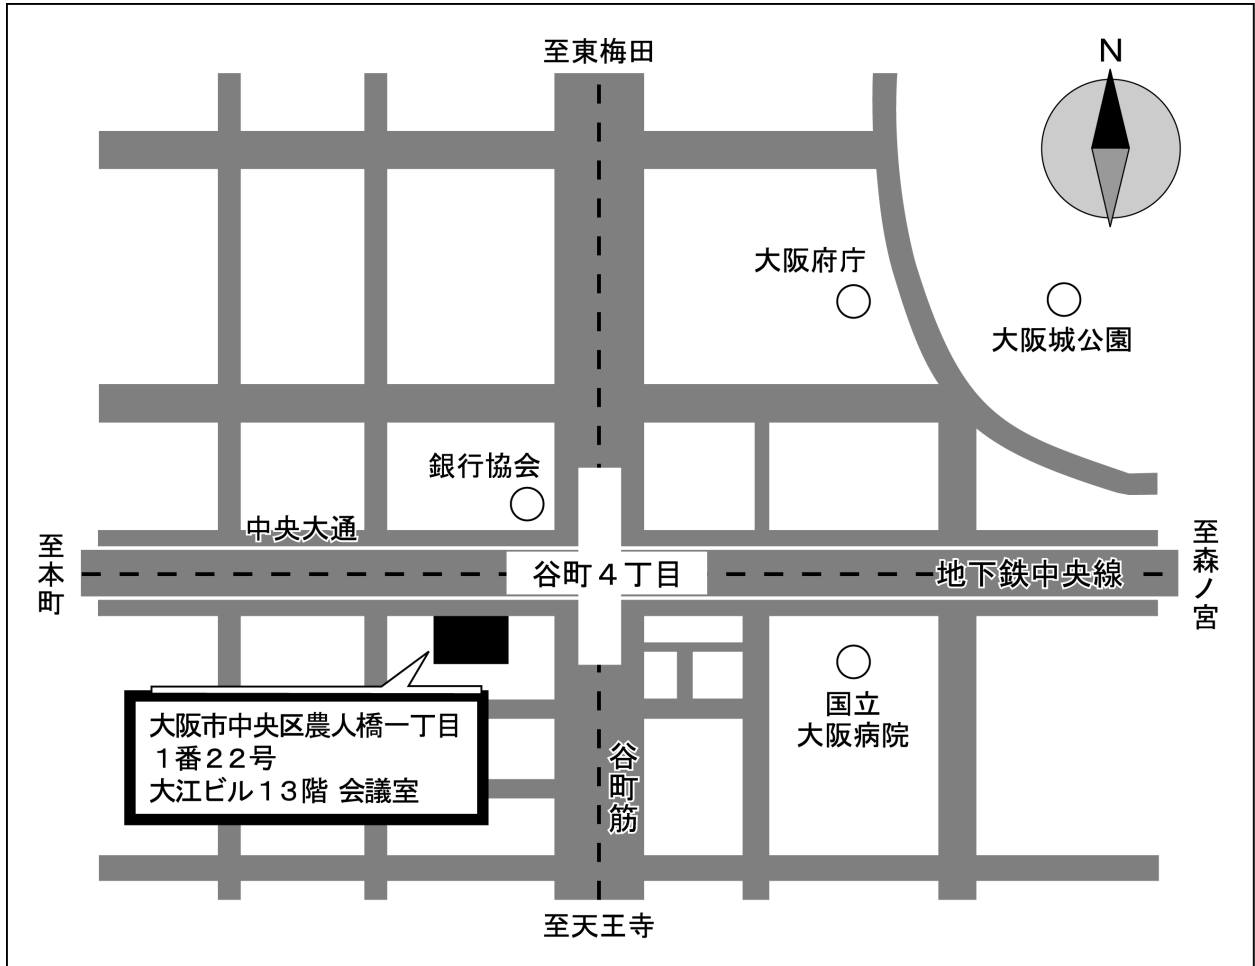 至東梅田
N
大阪府庁
大阪城公園
銀行協会
中央大通
至本町
谷町４丁目
地下鉄中央線
至森ノ宮
国立
大阪病院
大阪市中央区農人橋一丁目
１番２２号
大江ビル１３階 会議室
谷町筋
至天王寺